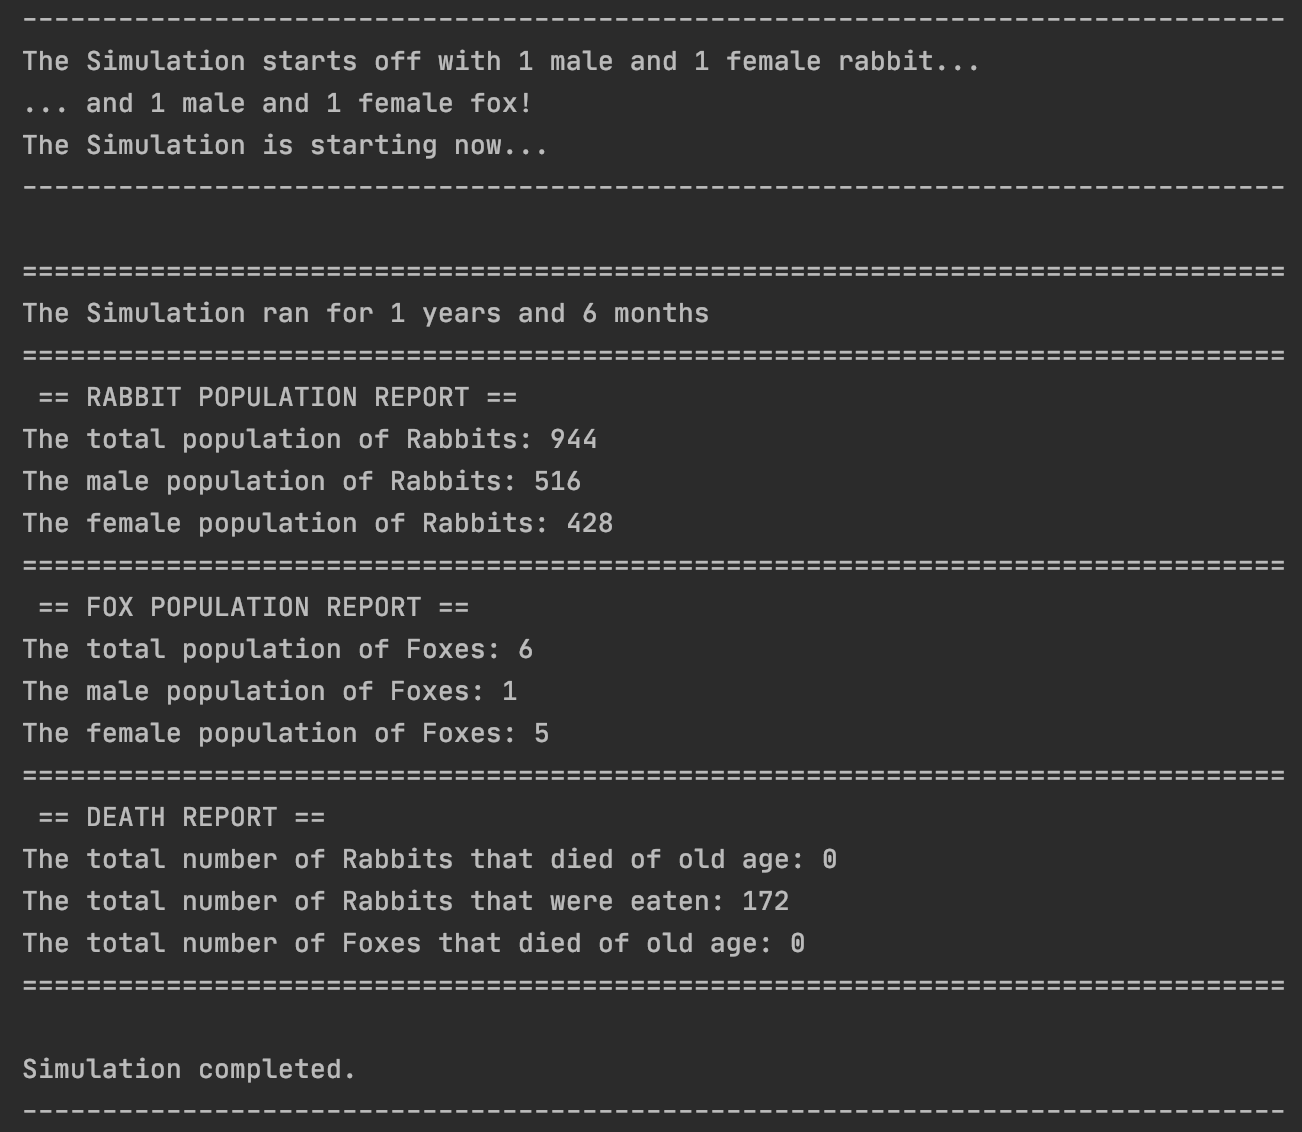 -------------------------------------------------------------------------------
The Simulation starts off with 1 male and 1 female rabbit...
... and 1 male and 1 female fox!
The Simulation is starting now...
-------------------------------------------------------------------------------
===============================================================================
The Simulation ran for 1 years and 6 months
===============================================================================
 == RABBIT POPULATION REPORT ==
The total population of Rabbits: 944
The male population of Rabbits: 516
The female population of Rabbits: 428
===============================================================================
 == FOX POPULATION REPORT ==
The total population of Foxes: 6
The male population of Foxes: 1
The female population of Foxes: 5
===============================================================================
 == DEATH REPORT ==
The total number of Rabbits that died of old age: 0
The total number of Rabbits that were eaten: 172
The total number of Foxes that died of old age: 0
===============================================================================
Simulation completed.
-------------------------------------------------------------------------------